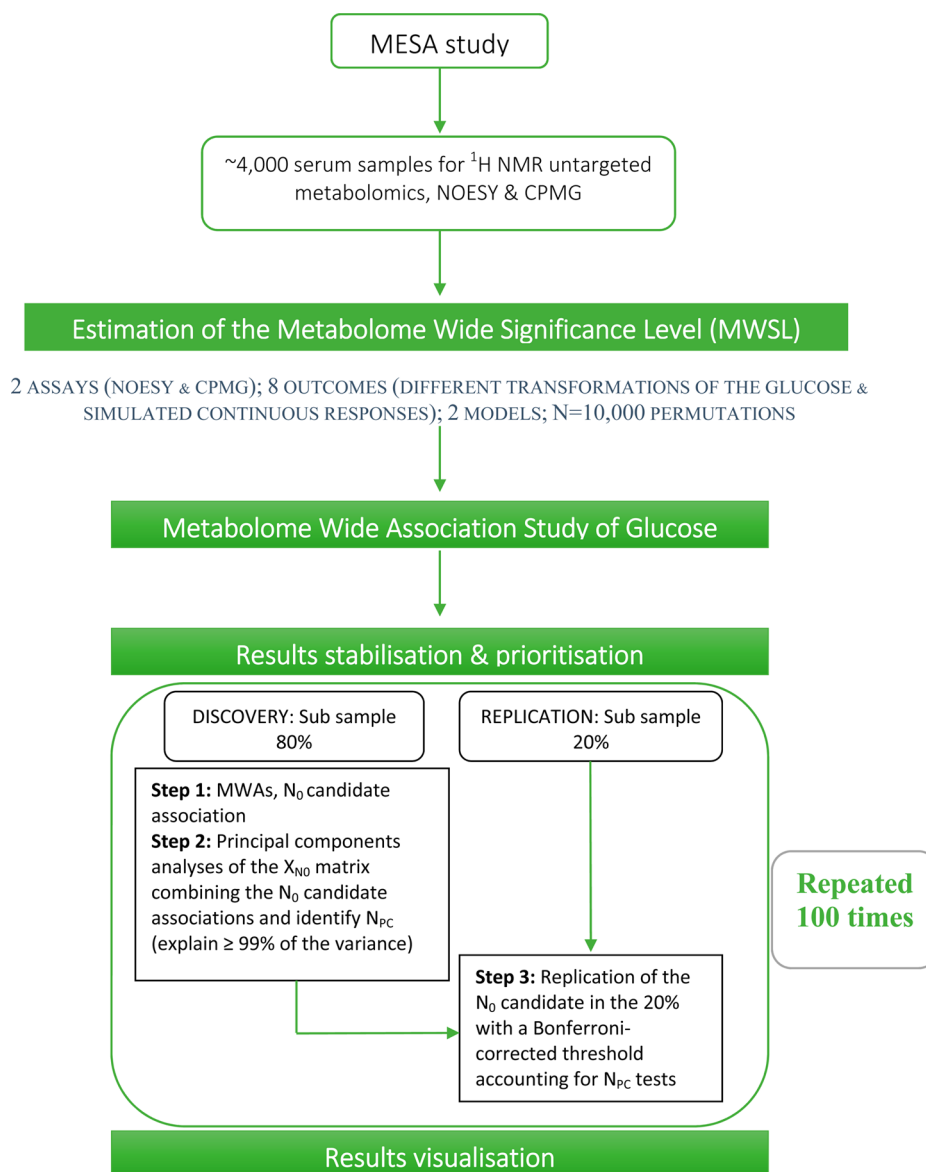 MESA study
~4,000 serum samples for ¹H NMR untargeted
metabolomics, NOESY & CPMG
Estimation of the Metabolome Wide Significance Level (MWSL)
2 ASSAYS (NOESY & CPMG); 8 OUTCOMES (DIFFERENT TRANSFORMATIONS OF THE GLUCOSE &
SIMULATED CONTINUOUS RESPONSES); 2 MODELS; N=10,000 PERMUTATIONS
Metabolome Wide Association Study of Glucose
Results stabilisation & prioritisation
DISCOVERY: Sub sample
80%
REPLICATION: Sub sample
20%
Step 1: MWAs, N₀ candidate
association
Step 2: Principal components
analyses of the X_N0 matrix
combining the N₀ candidate
associations and identify N_PC
(explain ≥ 99% of the variance)
Repeated
100 times
Step 3: Replication of the
N₀ candidate in the 20%
with a Bonferroni-
corrected threshold
accounting for N_PC tests
Results visualisation